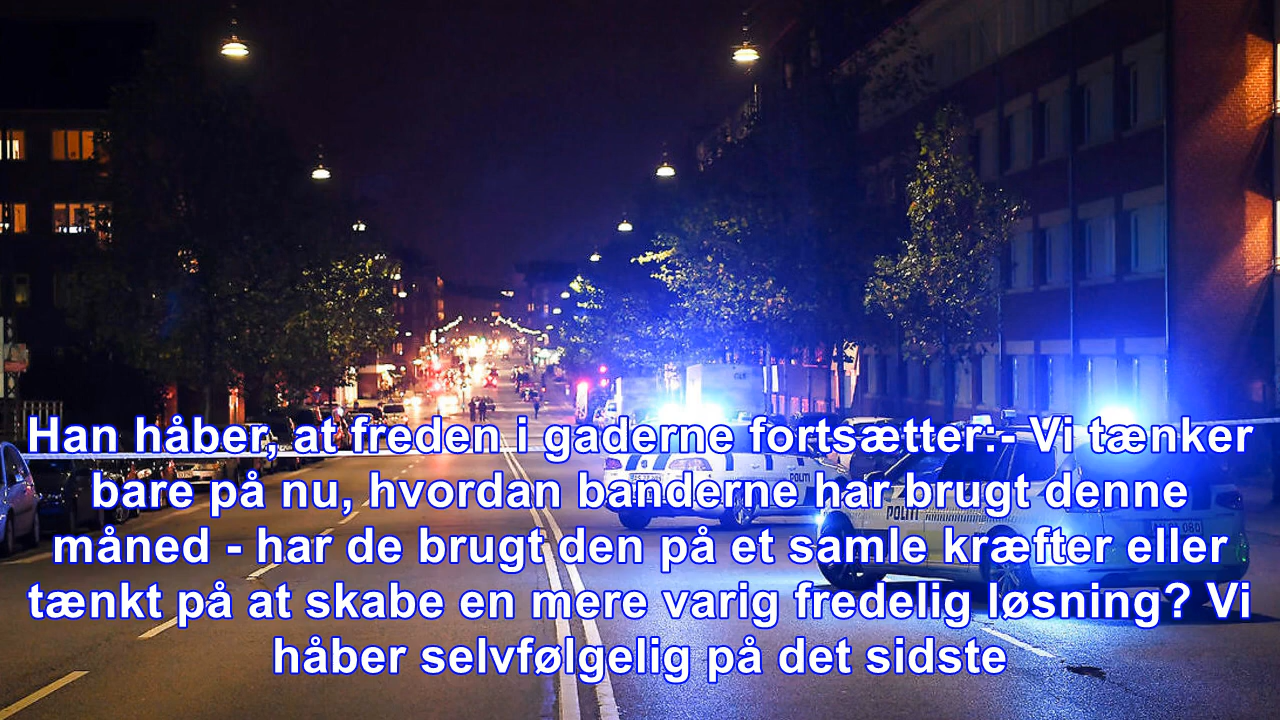 Han håber, at freden i gaderne fortsætter:- Vi tænker
bare på nu, hvordan banderne har brugt denne
måned - har de brugt den på et samle kræfter eller
tænkt på at skabe en mere varig fredelig løsning? Vi
håber selvfølgelig på det sidste
POLITI
POLITI